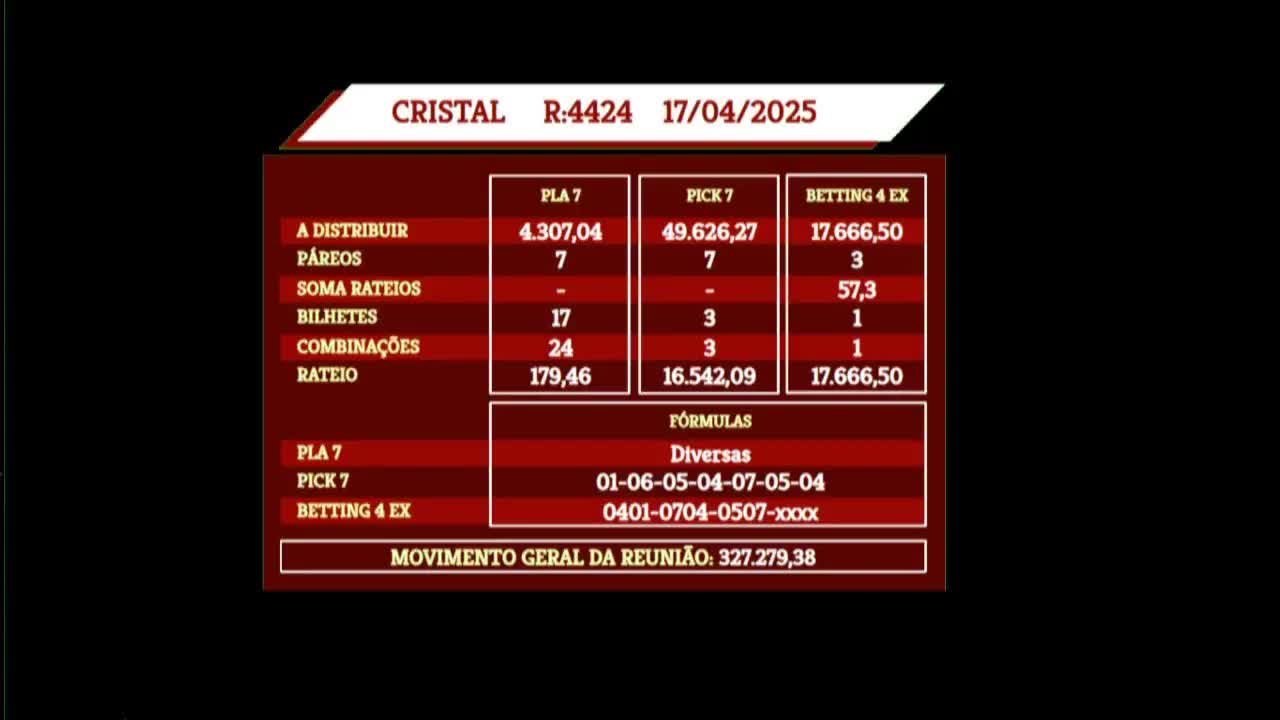 CRISTAL R:4424 17/04/2025
PLA 7 PICK 7 BETTING 4 EX
A DISTRIBUIR 4.307,04 49.626,27 17.666,50
PÁREOS 7 7 3
SOMA RATEIOS - - 57,3
BILHETES 17 3 1
COMBINAÇÕES 24 3 1
RATEIO 179,46 16.542,09 17.666,50
FÓRMULAS
PLA 7 Diversas
PICK 7 01-06-05-04-07-05-04
BETTING 4 EX 0401-0704-0507-xxxx
MOVIMENTO GERAL DA REUNIÃO: 327.279,38